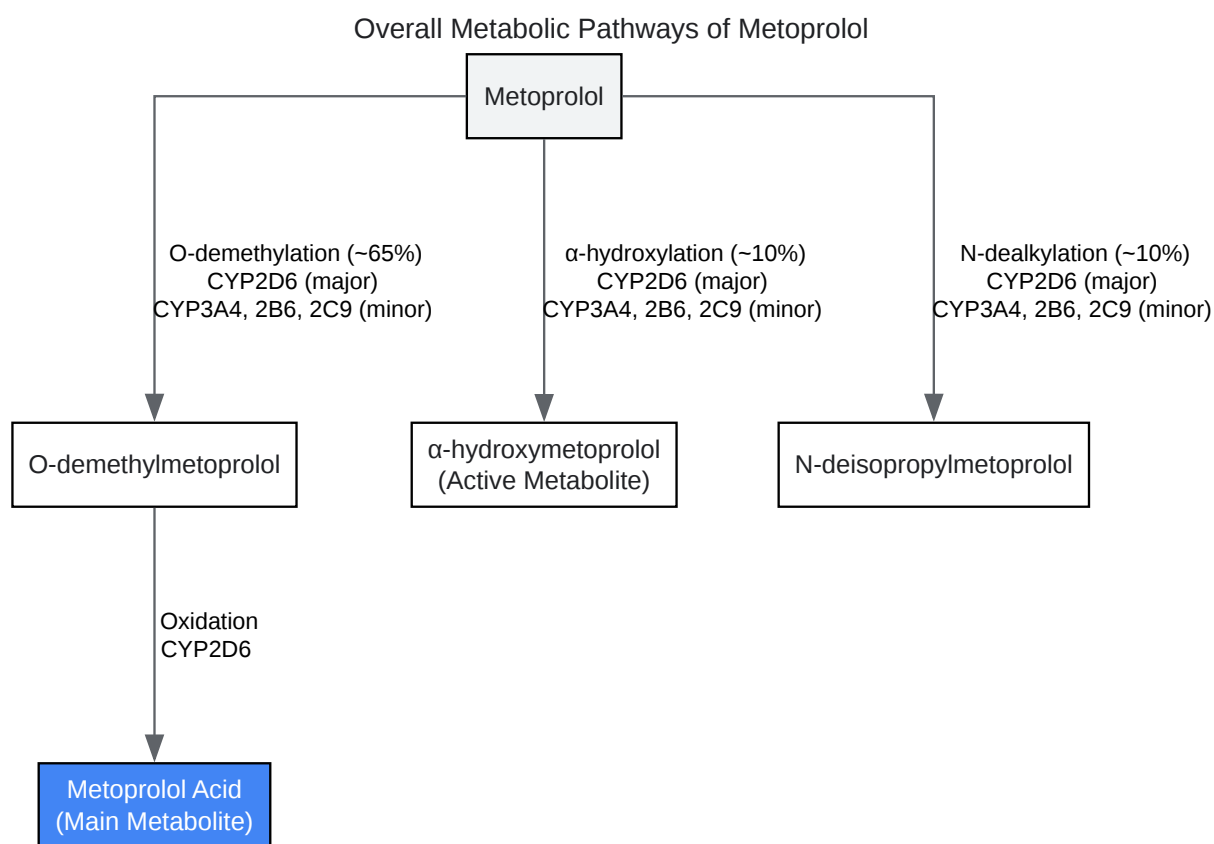 Overall Metabolic Pathways of Metoprolol
Metoprolol
O-demethylation (~65%)
CYP2D6 (major)
CYP3A4, 2B6, 2C9 (minor)
α-hydroxylation (~10%)
CYP2D6 (major)
CYP3A4, 2B6, 2C9 (minor)
N-dealkylation (~10%)
CYP2D6 (major)
CYP3A4, 2B6, 2C9 (minor)
O-demethylmetoprolol
α-hydroxymetoprolol
(Active Metabolite)
N-deisopropylmetoprolol
Oxidation
CYP2D6
Metoprolol Acid
(Main Metabolite)